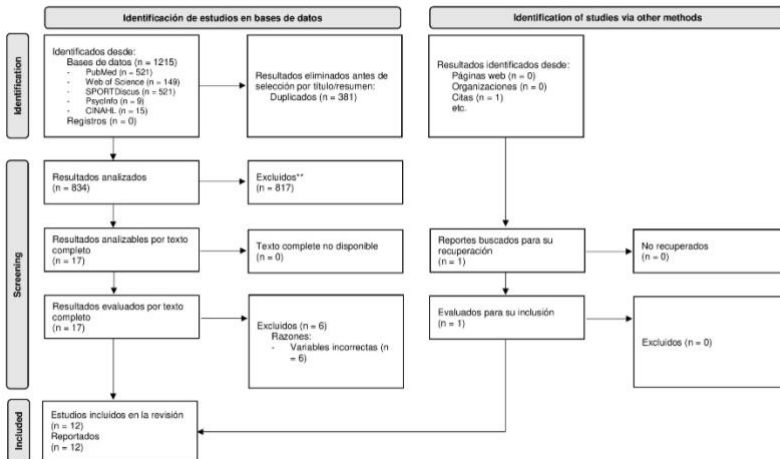 Identificación de estudios en bases de datos
Identification of studies via other methods
Identification
Identificados desde:
Bases de datos (n = 1215)
- PubMed (n = 521)
- Web of Science (n = 149)
- SPORTDiscus (n = 521)
- PsycInfo (n = 9)
- CINAHL (n = 15)
Registros (n = 0)
Resultados eliminados antes de
selección por título/resumen:
Duplicados (n = 381)
Resultados identificados desde:
Páginas web (n = 0)
Organizaciones (n = 0)
Citas (n = 1)
etc.
Screening
Resultados analizados
(n = 834)
Excluidos**
(n = 817)
Resultados analizables por texto
completo
(n = 17)
Texto complete no disponible
(n = 0)
Reportes buscados para su
recuperación
(n = 1)
No recuperados
(n = 0)
Resultados evaluados por texto
completo
(n = 17)
Excluidos (n = 6)
Razones:
- Variables incorrectas (n
= 6)
Evaluados para su inclusión
(n = 1)
Excluidos (n = 0)
Included
Estudios incluidos en la revisión
(n = 12)
Reportados
(n = 12)